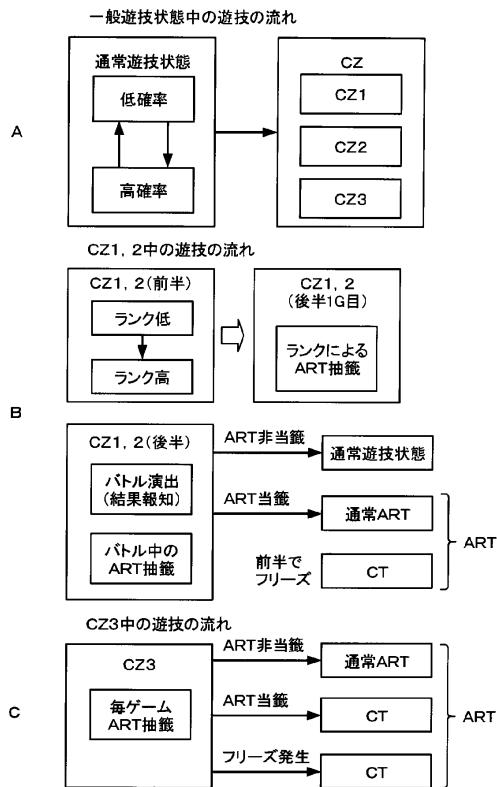 一般遊技状態中の遊技の流れ
A
通常遊技状態
低確率
高確率
CZ
CZ1
CZ2
CZ3
CZ1, 2中の遊技の流れ
B
CZ1, 2(前半)
ランク低
ランク高
CZ1, 2
(後半1G目)
ランクによる
ART抽籤
CZ1, 2(後半)
バトル演出
(結果報知)
バトル中の
ART抽籤
ART非当籤
通常遊技状態
ART当籤
通常ART
前半で
フリーズ
CT
ART
CZ3中の遊技の流れ
C
CZ3
毎ゲーム
ART抽籤
ART非当籤
通常ART
ART当籤
CT
フリーズ発生
CT
ART